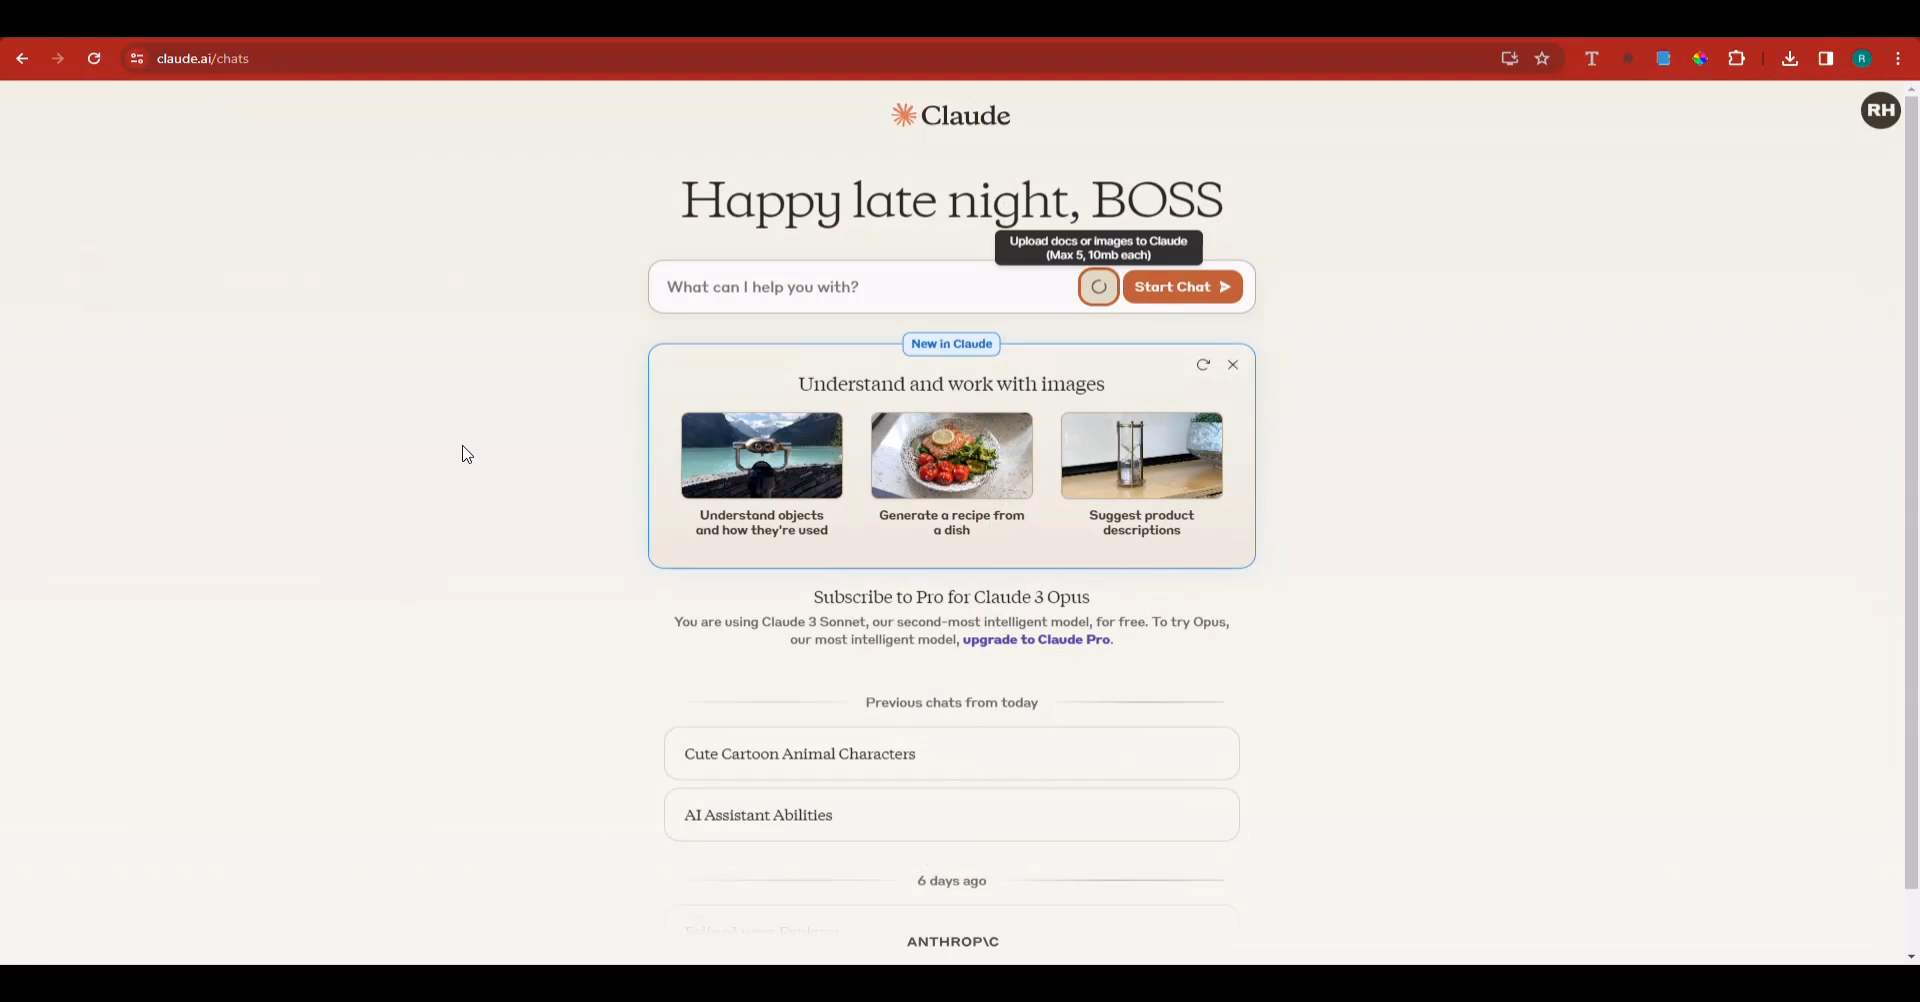 claude.ai/chats
T
R
Claude
RH
Happy late night, BOSS
Upload docs or images to Claude
(Max 5, 10mb each)
What can I help you with?
Start Chat
New in Claude
Understand and work with images
Understand objects
and how they're used
Generate a recipe from
a dish
Suggest product
descriptions
Subscribe to Pro for Claude 3 Opus
You are using Claude 3 Sonnet, our second-most intelligent model, for free. To try Opus,
our most intelligent model, upgrade to Claude Pro.
Previous chats from today
Cute Cartoon Animal Characters
AI Assistant Abilities
6 days ago
ANTHROP\C